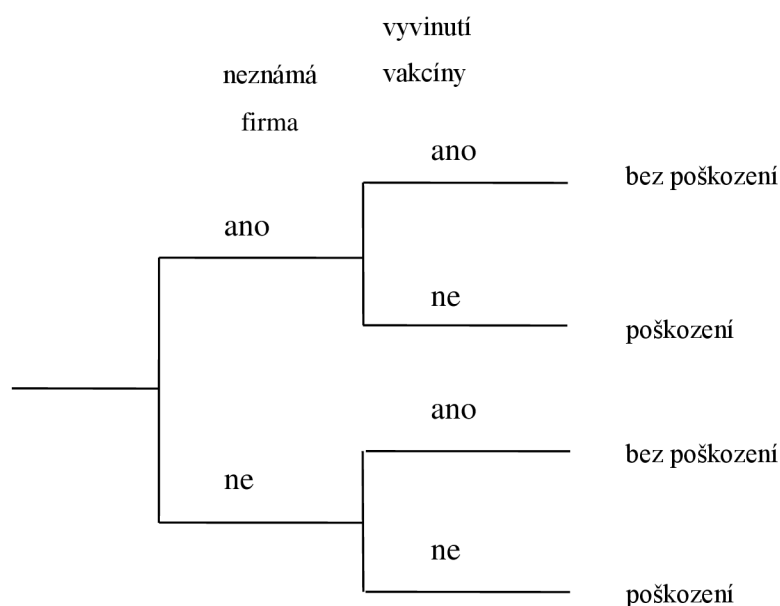 vyvinutí
neznámá vakcíny
firma
ano
bez poškození
ano
ne
poškození
ano
bez poškození
ne
ne
poškození